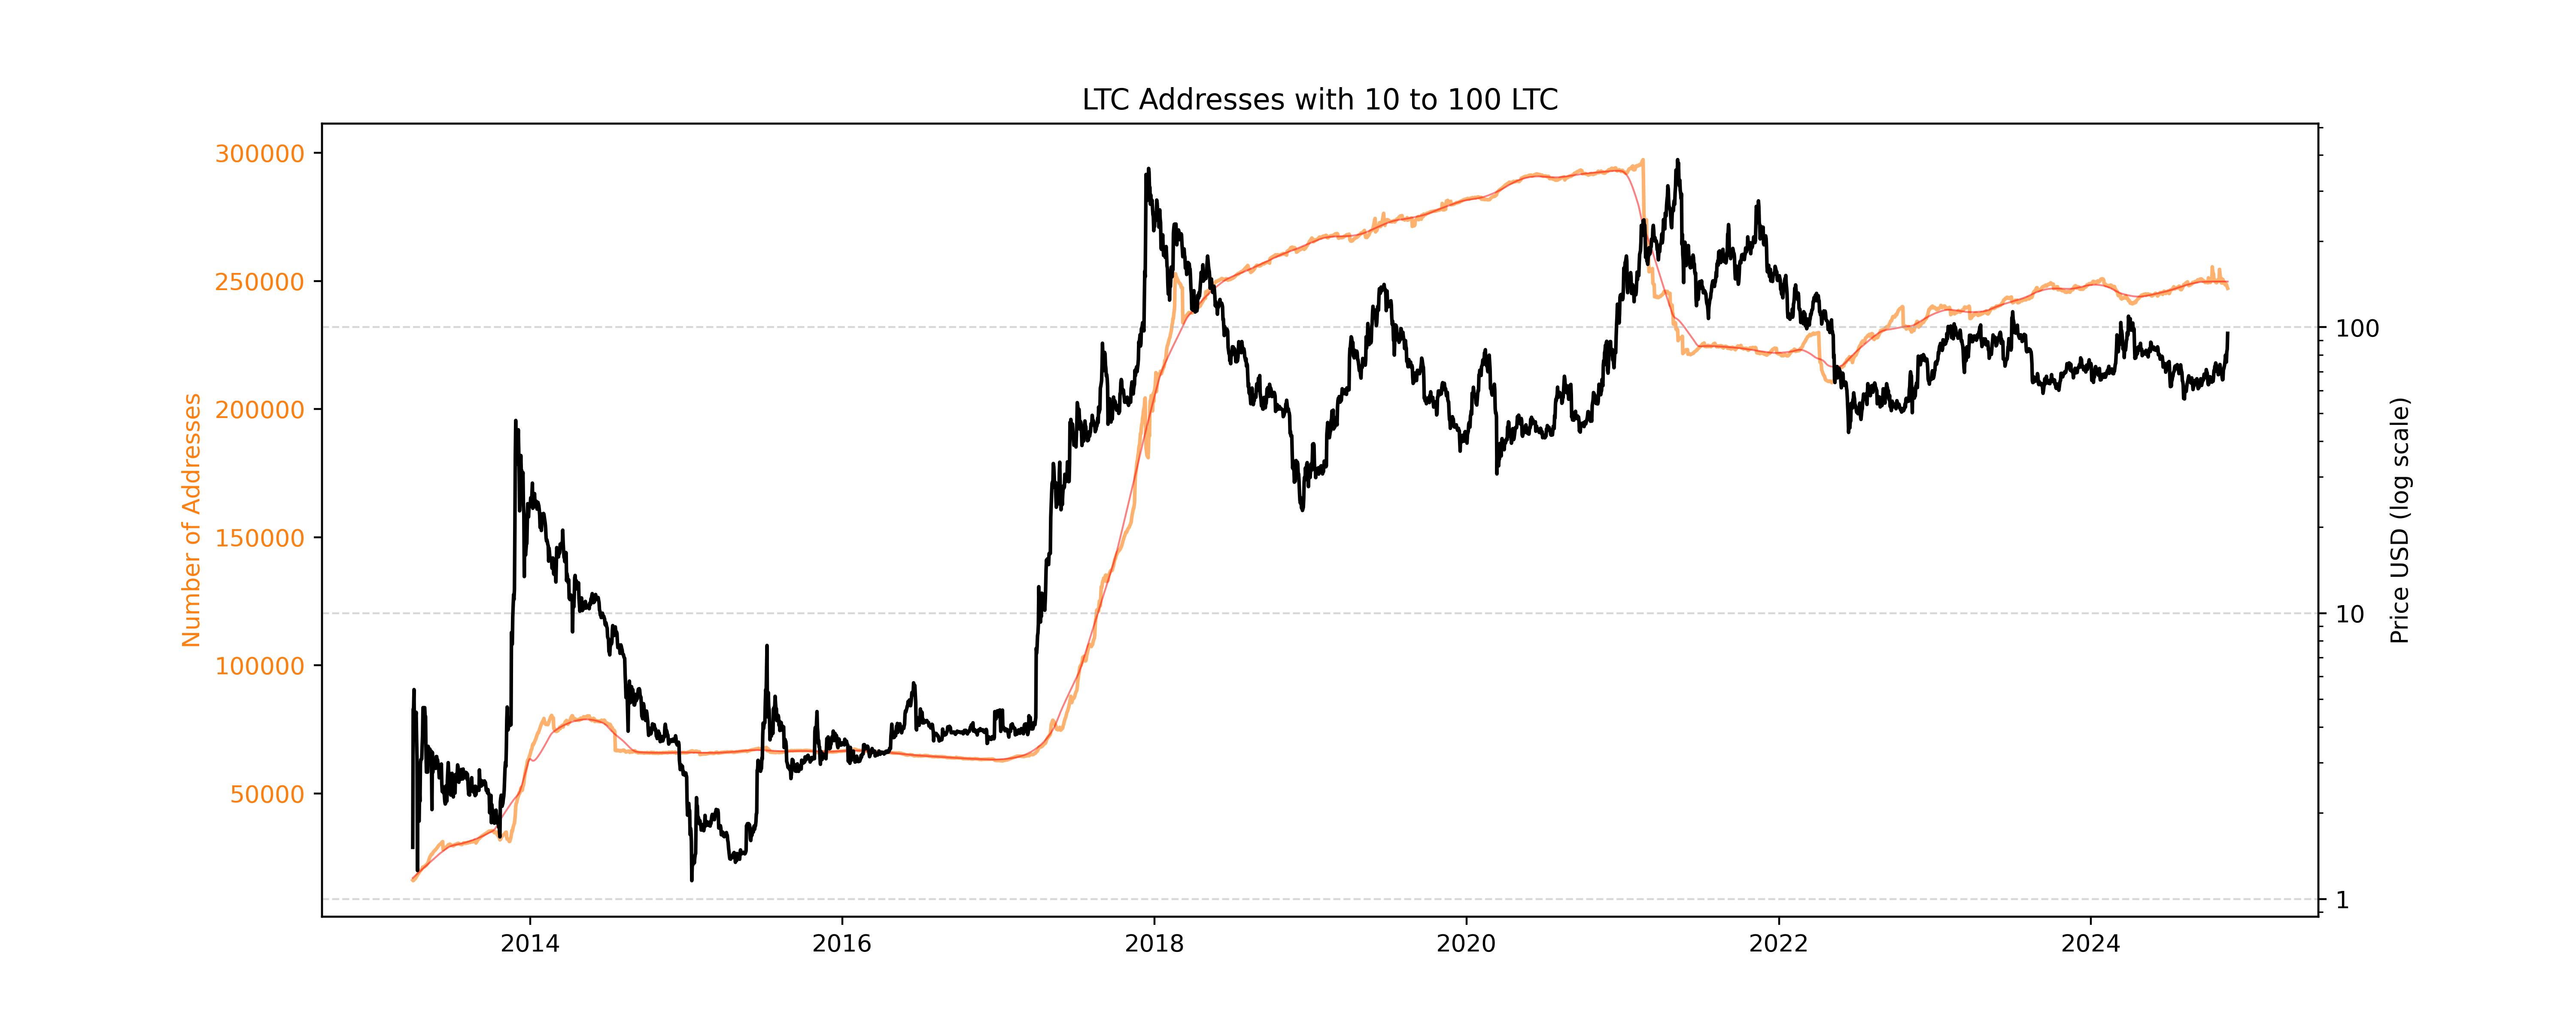 LTC Addresses with 10 to 100 LTC
Number of Addresses
300000
250000
200000
150000
100000
50000
100
10
1
Price USD (log scale)
2014 2016 2018 2020 2022 2024